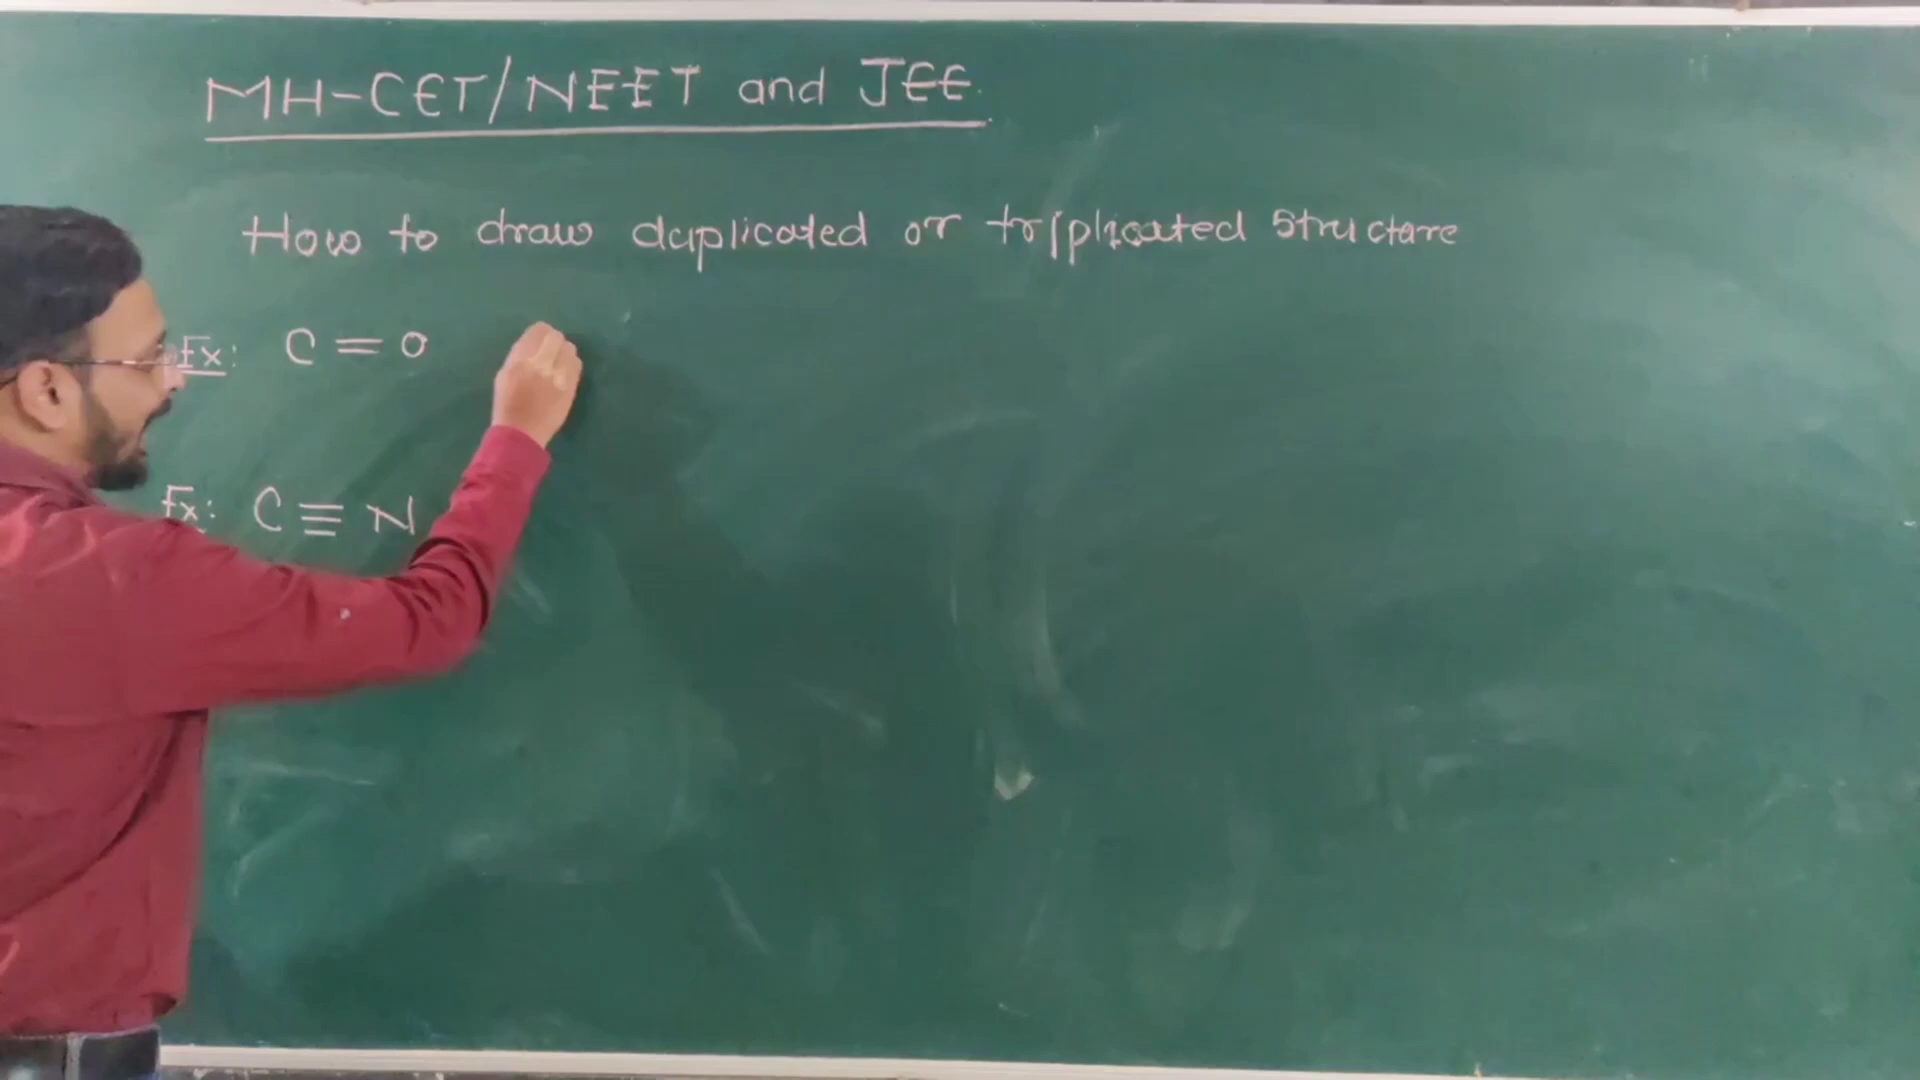 MH-CET/NEET and JEE.
How to draw duplicated or triplicated structure
Ex: C = O
Ex: C ≡ N